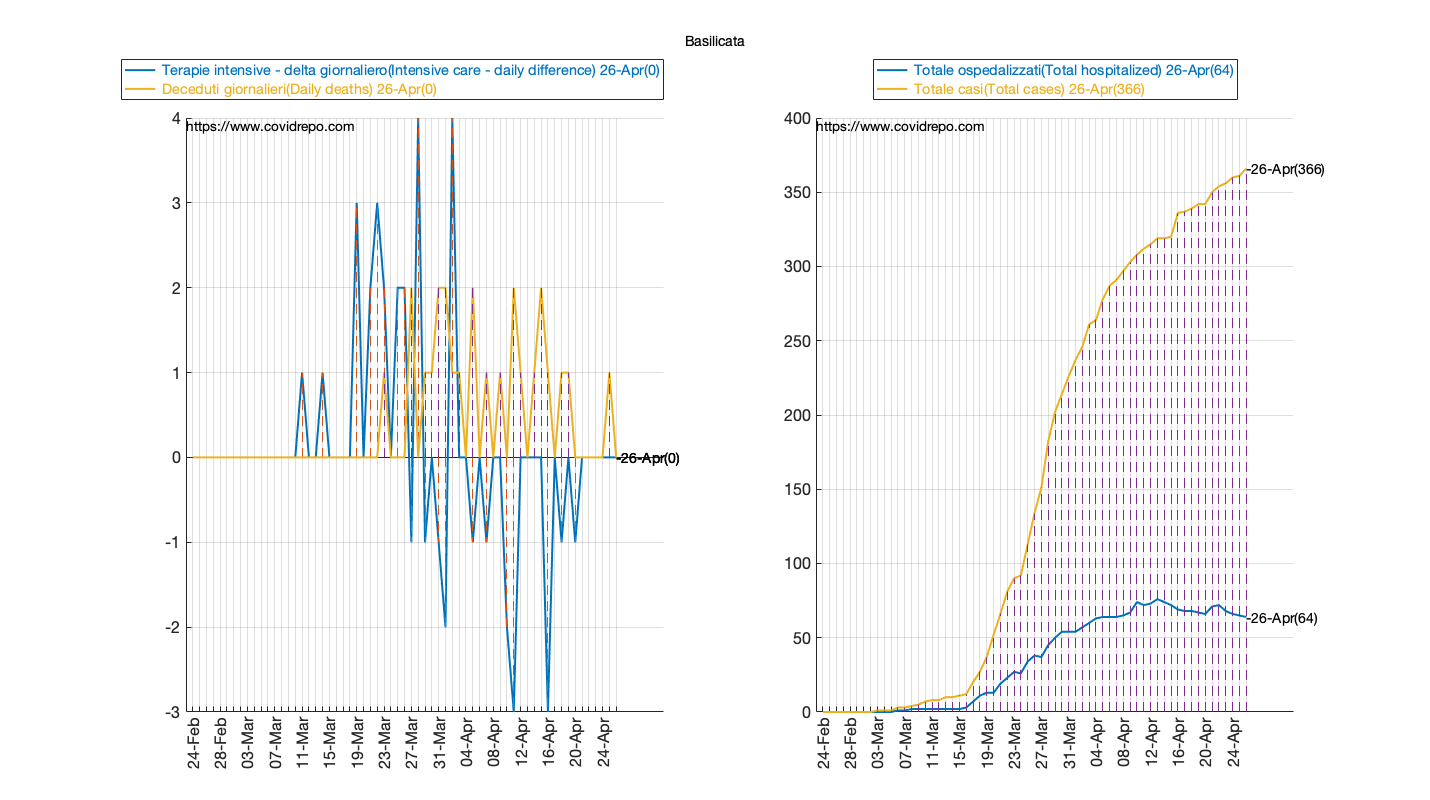 Basilicata
Terapie intensive - delta giornaliero(Intensive care - daily difference) 26-Apr(0)
Deceduti giornalieri(Daily deaths) 26-Apr(0)
https://www.covidrepo.com
4
3
2
1
0
-1
-2
-3
-26-Apr(0)
24-Feb
28-Feb
03-Mar
07-Mar
11-Mar
15-Mar
19-Mar
23-Mar
27-Mar
31-Mar
04-Apr
08-Apr
12-Apr
16-Apr
20-Apr
24-Apr
Totale ospedalizzati(Total hospitalized) 26-Apr(64)
Totale casi(Total cases) 26-Apr(366)
https://www.covidrepo.com
400
350
300
250
200
150
100
50
0
-26-Apr(366)
-26-Apr(64)
24-Feb
28-Feb
03-Mar
07-Mar
11-Mar
15-Mar
19-Mar
23-Mar
27-Mar
31-Mar
04-Apr
08-Apr
12-Apr
16-Apr
20-Apr
24-Apr